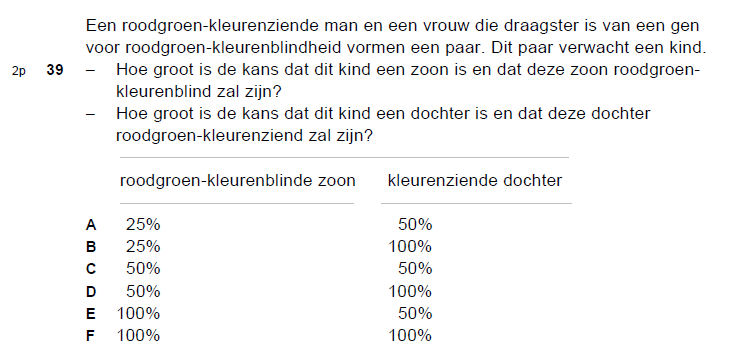 Een roodgroen-kleurenziende man en een vrouw die draagster is van een gen
voor roodgroen-kleurenblindheid vormen een paar. Dit paar verwacht een kind.
2p 39 – Hoe groot is de kans dat dit kind een zoon is en dat deze zoon roodgroen-
kleurenblind zal zijn?
– Hoe groot is de kans dat dit kind een dochter is en dat deze dochter
roodgroen-kleurenziend zal zijn?
roodgroen-kleurenblinde zoon kleurenziende dochter
A 25% 50%
B 25% 100%
C 50% 50%
D 50% 100%
E 100% 50%
F 100% 100%